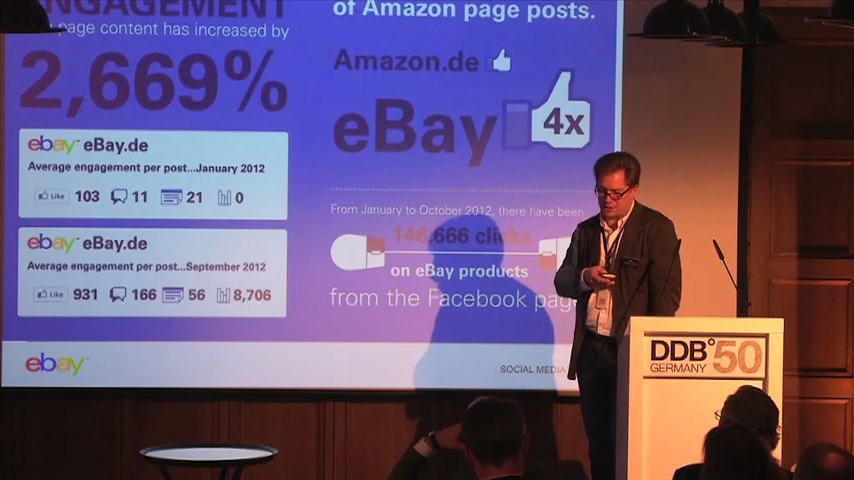 ENGAGEMENT
page content has increased by
2,669%
ebay eBay.de
Average engagement per post...January 2012
Like 103 11 21 0
ebay eBay.de
Average engagement per post...September 2012
Like 931 166 56 8,706
ebay
of Amazon page posts.
Amazon.de
eBay 4x
From January to October 2012, there have been
146,666 clicks
on eBay products
from the Facebook page
SOCIAL MEDIA
DDB°50
GERMANY